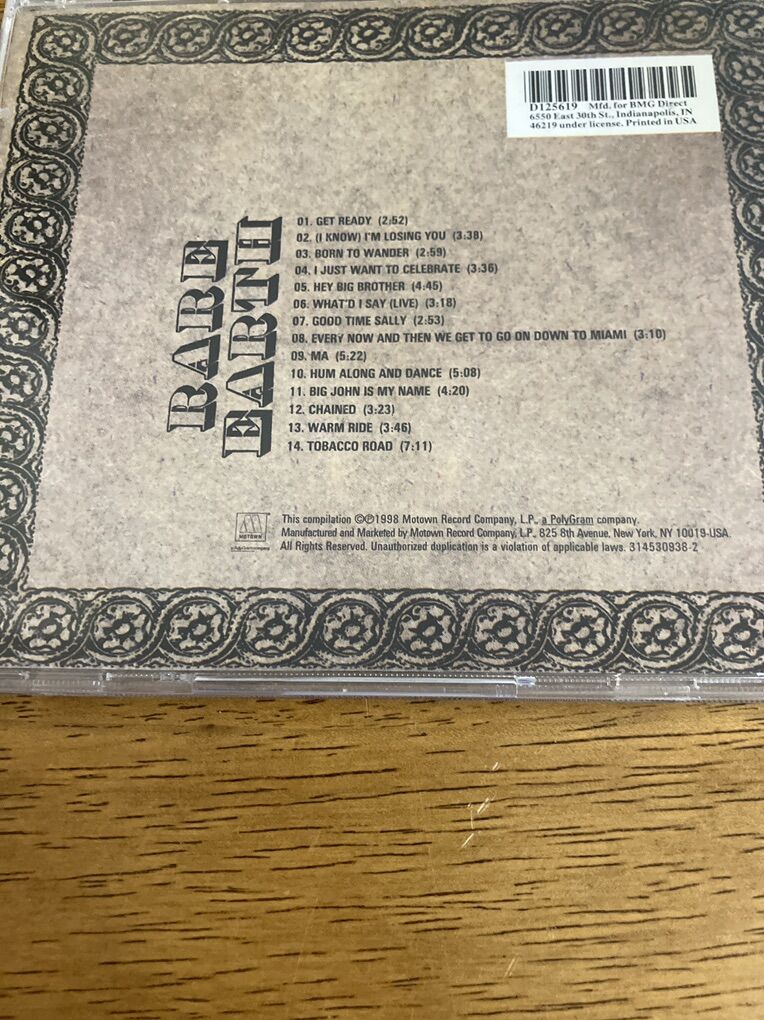 D125619 Mfd. for BMG Direct
6550 East 30th St., Indianapolis, IN
46219 under license. Printed in USA
RARE
EARTH
01. GET READY (2:52)
02. (I KNOW) I'M LOSING YOU (3:38)
03. BORN TO WANDER (2:59)
04. I JUST WANT TO CELEBRATE (3:36)
05. HEY BIG BROTHER (4:45)
06. WHAT'D I SAY (LIVE) (3:18)
07. GOOD TIME SALLY (2:53)
08. EVERY NOW AND THEN WE GET TO GO ON DOWN TO MIAMI (3:10)
09. MA (5:22)
10. HUM ALONG AND DANCE (5:08)
11. BIG JOHN IS MY NAME (4:20)
12. CHAINED (3:23)
13. WARM RIDE (3:46)
14. TOBACCO ROAD (7:11)
MOTOWN
a PolyGram company
This compilation ©℗1998 Motown Record Company, L.P., a PolyGram company.
Manufactured and Marketed by Motown Record Company, L.P., 825 8th Avenue, New York, NY 10019-USA.
All Rights Reserved. Unauthorized duplication is a violation of applicable laws. 314530938-2